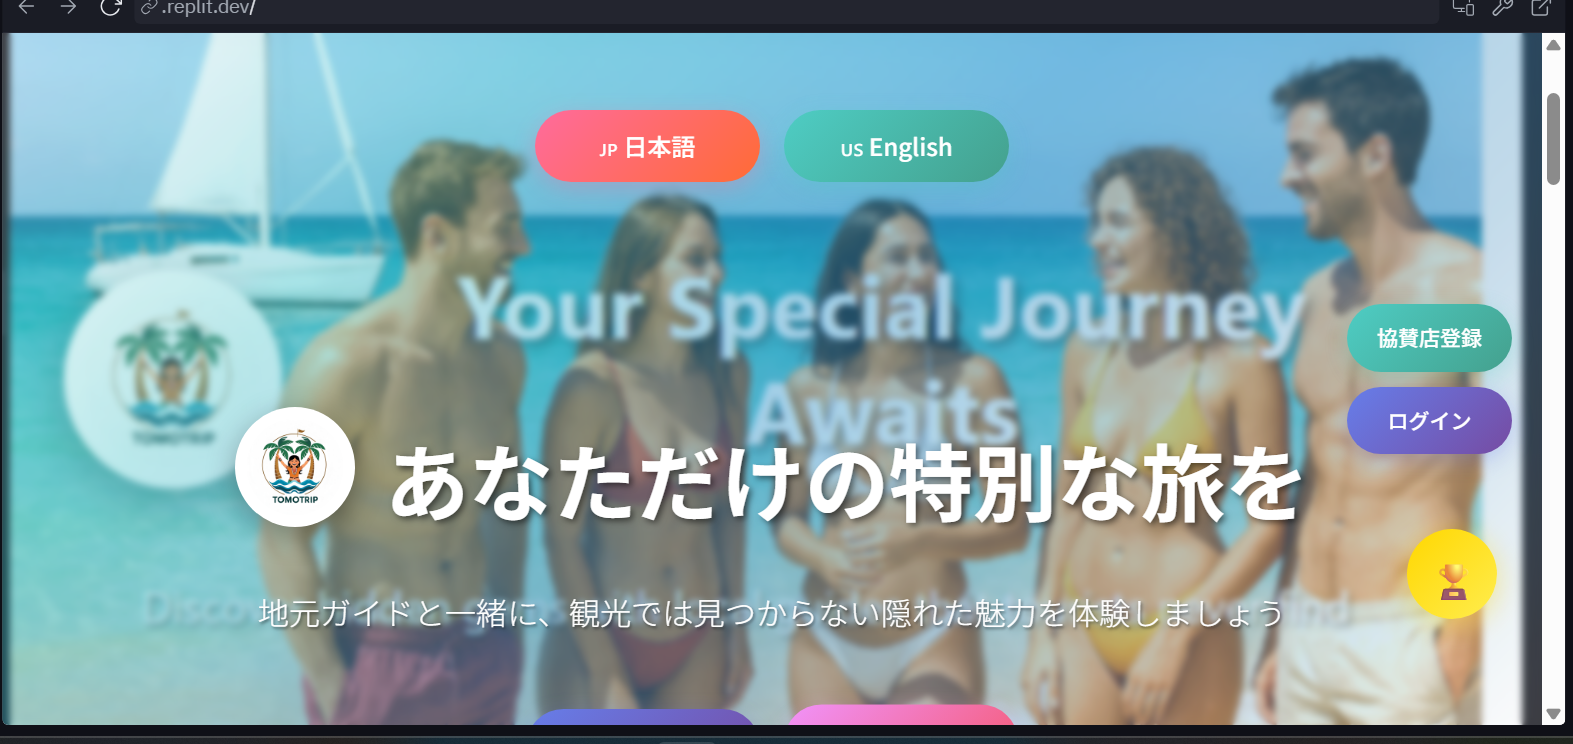 .replit.dev/
JP 日本語
US English
Your Special Journey
Awaits
協賛店登録
ログイン
TOMOTRIP
TOMOTRIP
あなただけの特別な旅を
地元ガイドと一緒に、観光では見つからない隠れた魅力を体験しましょう